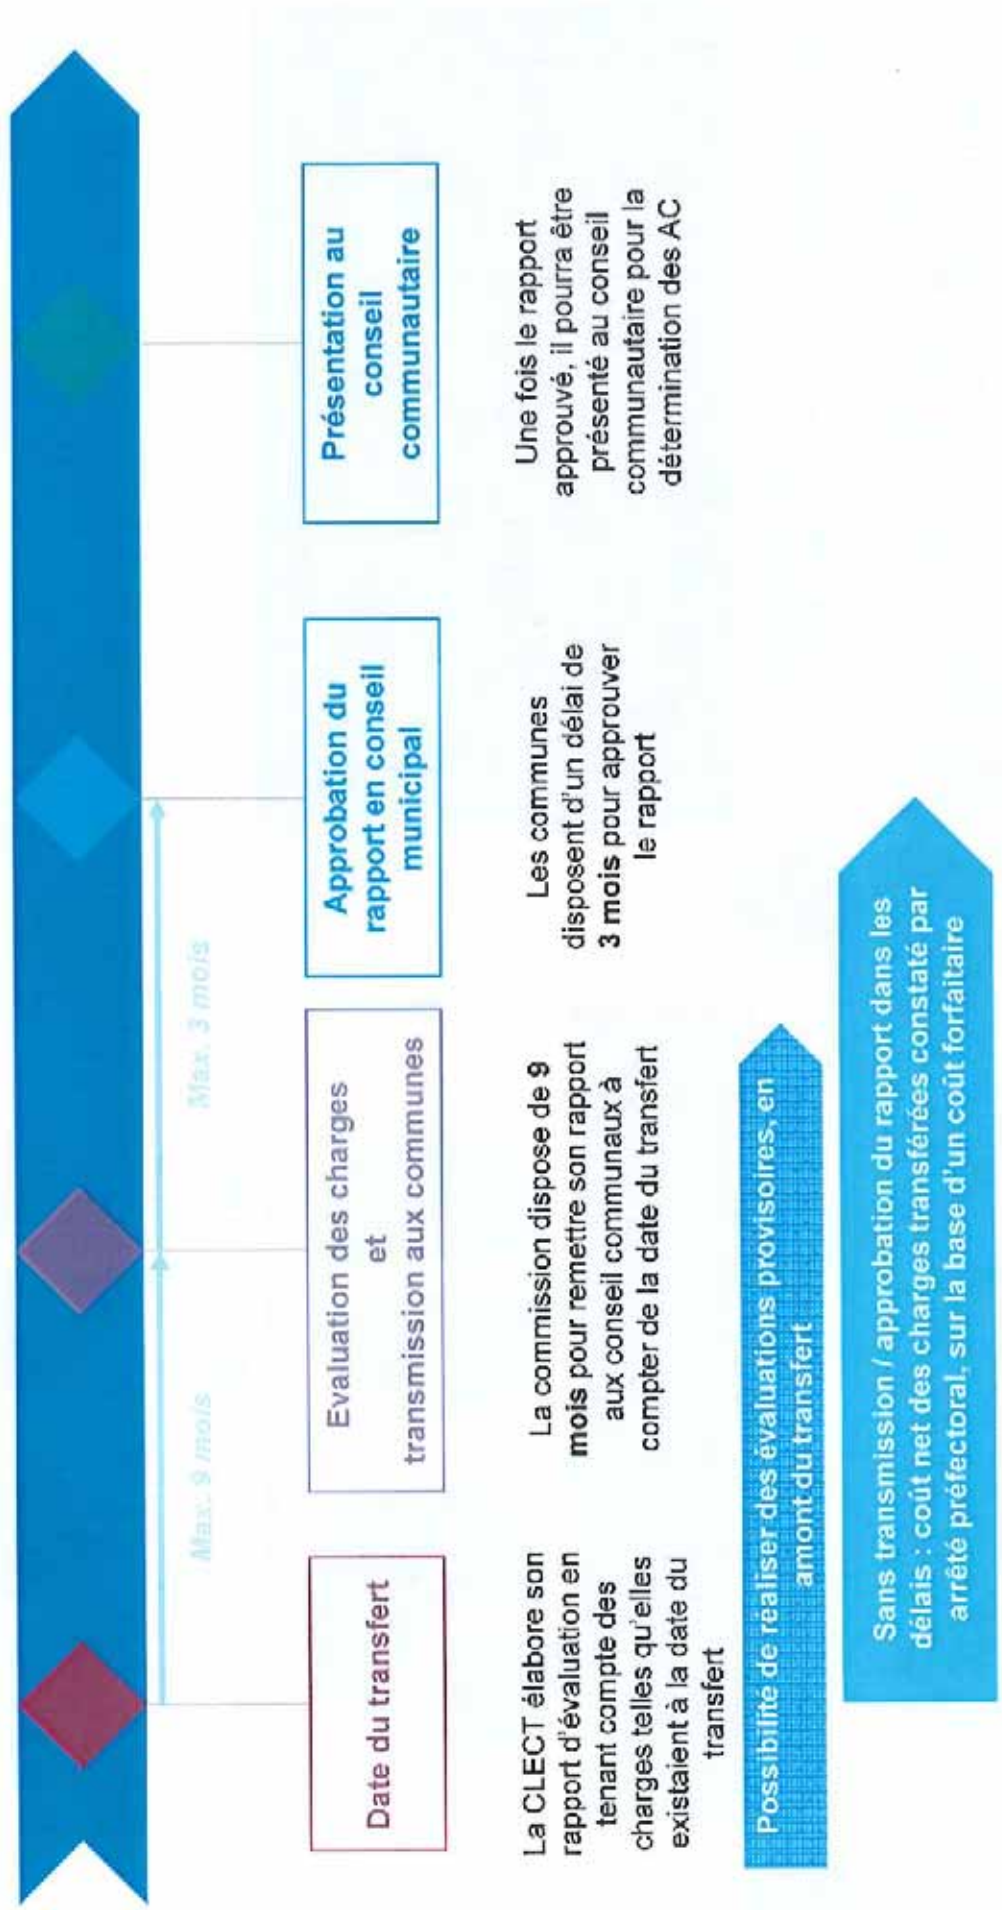 Max. 9 mois
Max. 3 mois
Date du transfert
La CLECT élabore son
rapport d'évaluation en
tenant compte des
charges telles qu'elles
existaient à la date du
transfert
Evaluation des charges
et
transmission aux communes
La commission dispose de 9
mois pour remettre son rapport
aux conseil communaux à
compter de la date du transfert
Approbation du
rapport en conseil
municipal
Les communes
disposent d'un délai de
3 mois pour approuver
le rapport
Présentation au
conseil
communautaire
Une fois le rapport
approuvé, il pourra être
présenté au conseil
communautaire pour la
détermination des AC
Possibilité de réaliser des évaluations provisoires, en
amont du transfert
Sans transmission / approbation du rapport dans les
délais : coût net des charges transférées constaté par
arrêté préfectoral, sur la base d'un coût forfaitaire